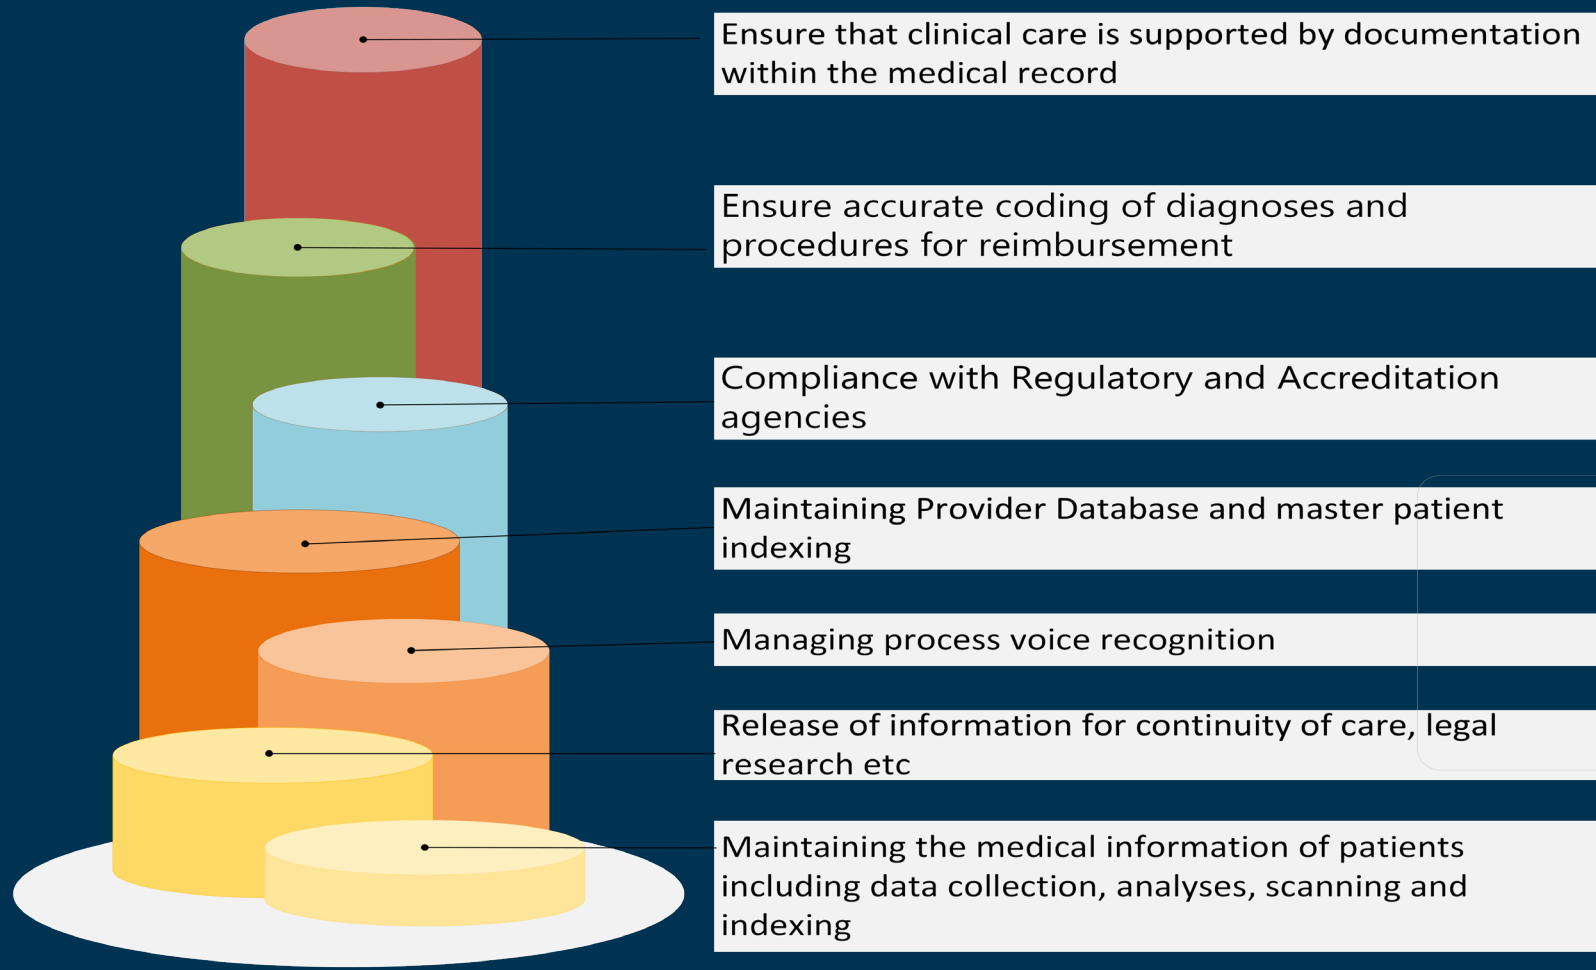 Ensure that clinical care is supported by documentation
within the medical record
Ensure accurate coding of diagnoses and
procedures for reimbursement
Compliance with Regulatory and Accreditation
agencies
Maintaining Provider Database and master patient
indexing
Managing process voice recognition
Release of information for continuity of care, legal
research etc
Maintaining the medical information of patients
including data collection, analyses, scanning and
indexing